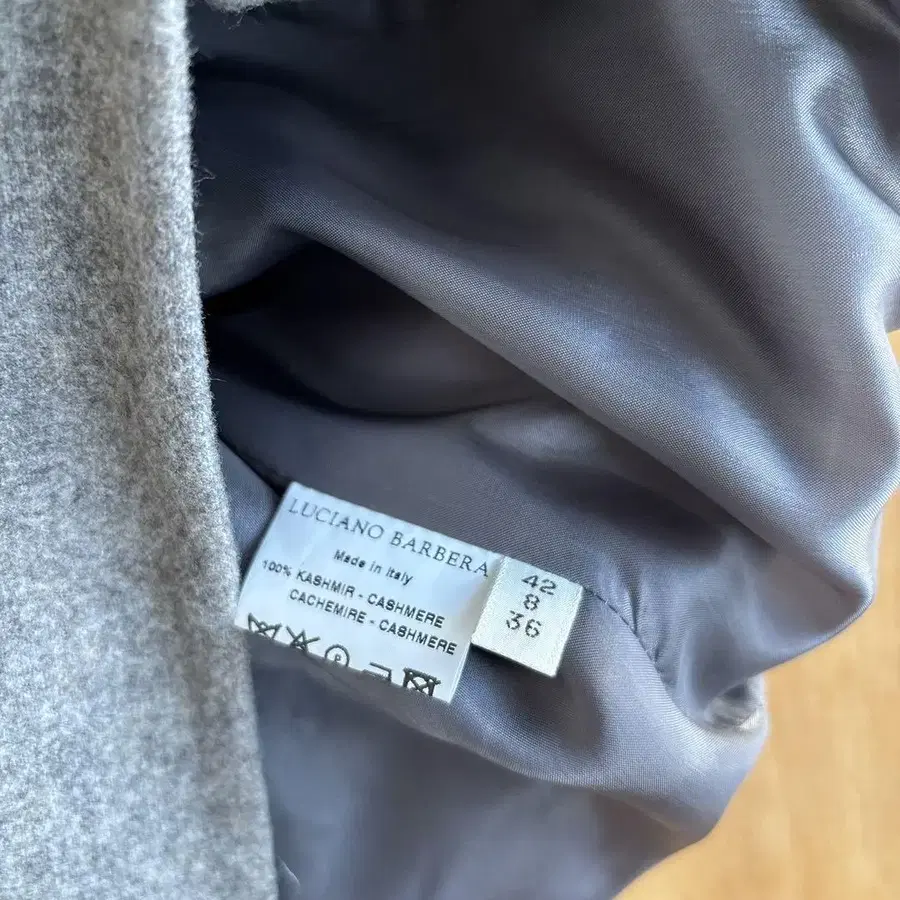 LUCIANO BARBERA
Made in Italy
100% KASHMIR - CASHMERE
CACHEMIRE - CASHMERE
42
8
36